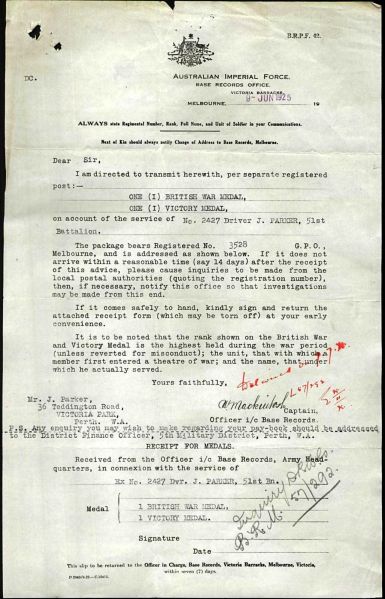 B.R.P.F. 42.
DC.
AUSTRALIAN IMPERIAL FORCE.
BASE RECORDS OFFICE,
VICTORIA BARRACKS,
MELBOURNE, 9-JUN 1925 19
ALWAYS state Regimental Number, Rank, Full Name, and Unit of Soldier in your Communications.
Next of Kin should always notify Change of Address to Base Records, Melbourne.
Dear Sir,
I am directed to transmit herewith, per separate registered
post:—
ONE (I) BRITISH WAR MEDAL,
ONE (I) VICTORY MEDAL,
on account of the service of No. 2427 Driver J. PARKER, 51st
Battalion.
The package bears Registered No. 3528 G.P.O.,
Melbourne, and is addressed as shown below. If it does not
arrive within a reasonable time (say 14 days) after the receipt
of this advice, please cause inquiries to be made from the
local postal authorities (quoting the registration number),
then, if necessary, notify this office so that investigations
may be made from this end.
If it comes safely to hand, kindly sign and return the
attached receipt form (which may be torn off) at your early
convenience.
It is to be noted that the rank shown on the British War
and Victory Medal is the highest held during the war period
(unless reverted for misconduct); the unit, that with which
member first entered a theatre of war; and the name, that under
which he actually served.
Yours faithfully,
Captain,
Officer i/c Base Records.
Mr. J. Parker,
36 Teddington Road,
VICTORIA PARK,
Perth. W.A.
P.S. Any enquiry you may wish to make regarding your pay-book should be addressed
to the District Finance Officer, 5th Military District, Perth, W.A.
RECEIPT FOR MEDALS.
Received from the Officer i/c Base Records, Army Head-
quarters, in connexion with the service of
Ex No. 2427 Dvr. J. PARKER, 51st Bn.
Medal
1 BRITISH WAR MEDAL.
1 VICTORY MEDAL.
Signature
Date
Enquiry
B.R.M. 57/292
This slip to be returned to the Officer in Charge, Base Records, Victoria Barracks, Melbourne, Victoria,
within seven (7) days.